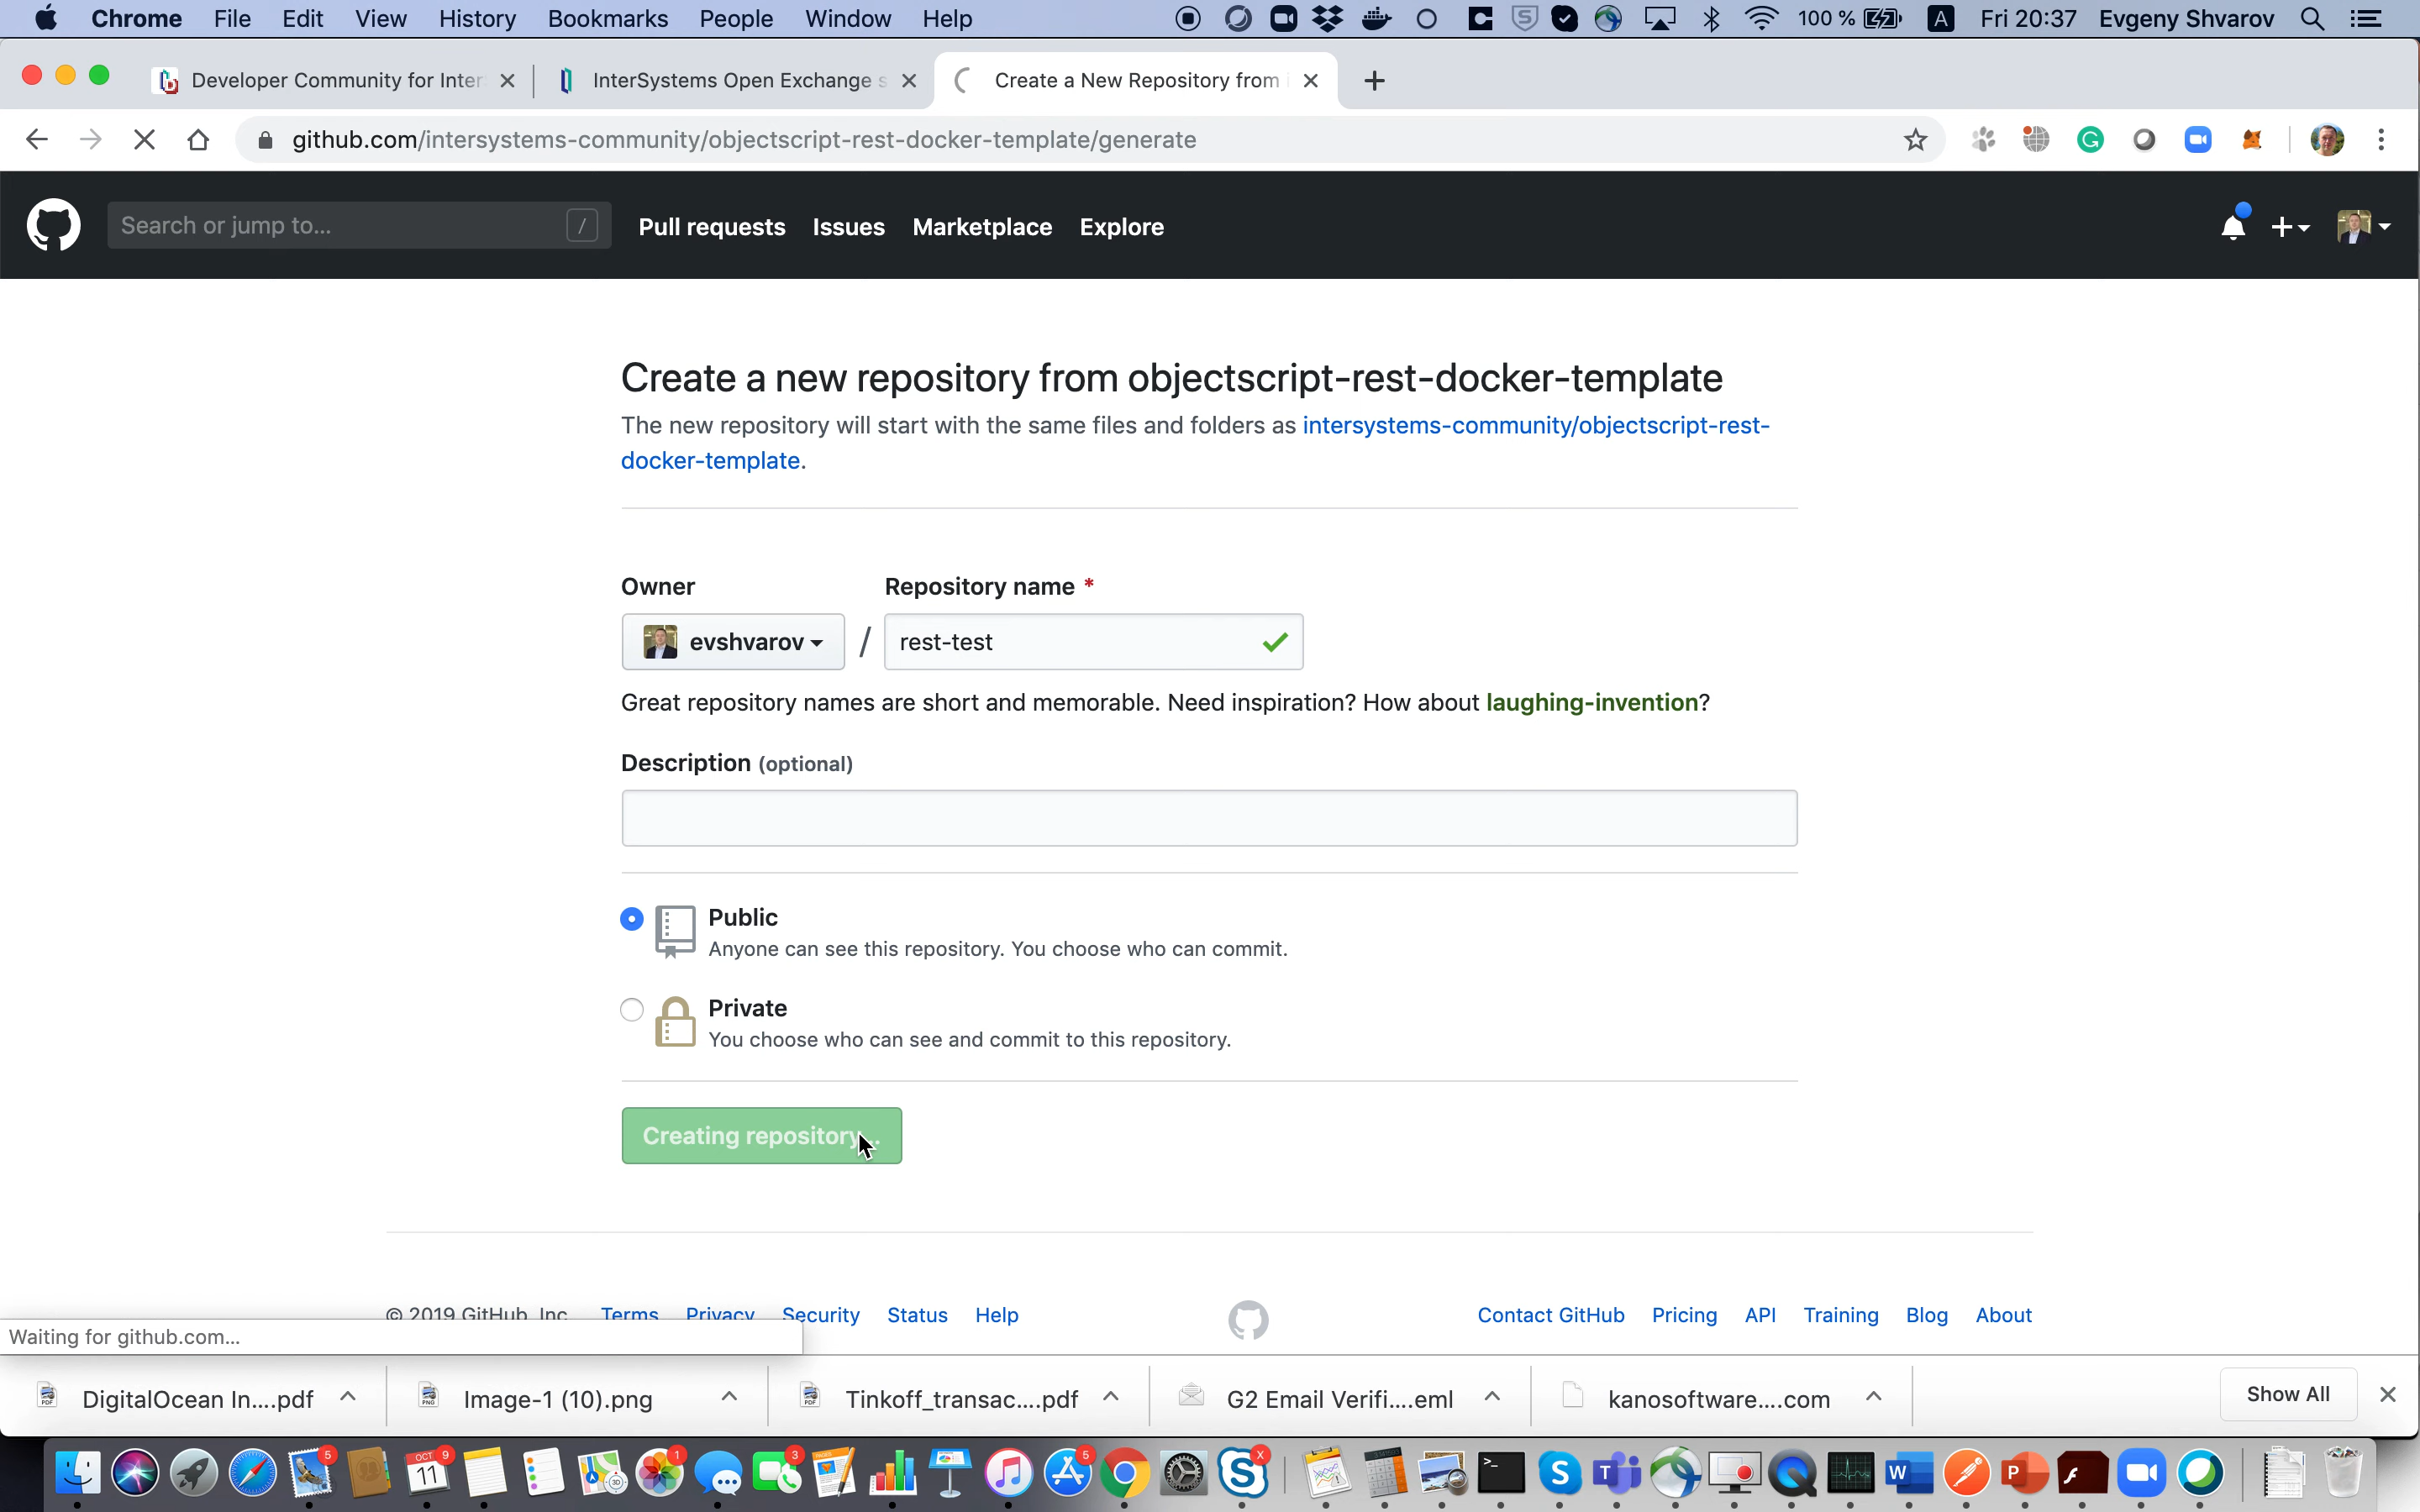 Chrome File Edit View History Bookmarks People Window Help 100 % A Fri 20:37 Evgeny Shvarov
Developer Community for Inter InterSystems Open Exchange s Create a New Repository from
github.com/intersystems-community/objectscript-rest-docker-template/generate
Search or jump to... / Pull requests Issues Marketplace Explore
Create a new repository from objectscript-rest-docker-template
The new repository will start with the same files and folders as intersystems-community/objectscript-rest-
docker-template.
Owner Repository name *
evshvarov / rest-test
Great repository names are short and memorable. Need inspiration? How about laughing-invention?
Description (optional)
Public
Anyone can see this repository. You choose who can commit.
Private
You choose who can see and commit to this repository.
Creating repository...
© 2019 GitHub, Inc. Terms Privacy Security Status Help Contact GitHub Pricing API Training Blog About
Waiting for github.com...
DigitalOcean In....pdf Image-1 (10).png Tinkoff_transac....pdf G2 Email Verifi....eml kanosoftware....com Show All
5 OCT 11 9 1 3 5